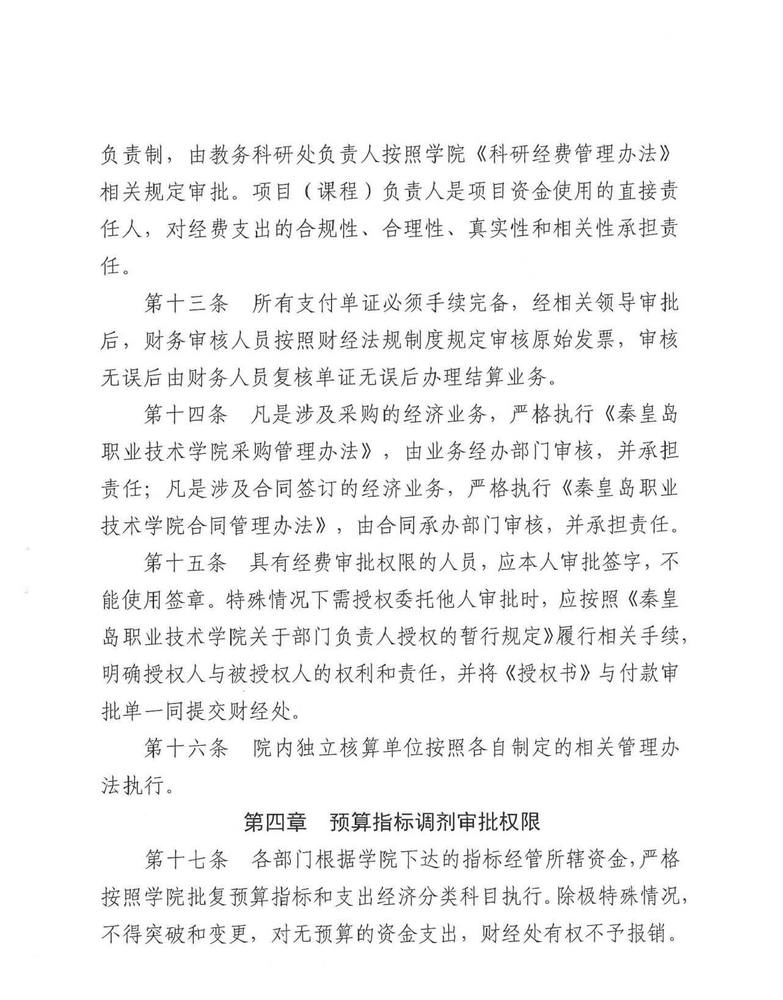 负责制，由教务科研处负责人按照学院《科研经费管理办法》
相关规定审批。项目（课程）负责人是项目资金使用的直接责
任人，对经费支出的合规性、合理性、真实性和相关性承担责
任。
第十三条　所有支付单证必须手续完备，经相关领导审批
后，财务审核人员按照财经法规制度规定审核原始发票，审核
无误后由财务人员复核单证无误后办理结算业务。
第十四条　凡是涉及采购的经济业务，严格执行《秦皇岛
职业技术学院采购管理办法》，由业务经办部门审核，并承担
责任；凡是涉及合同签订的经济业务，严格执行《秦皇岛职业
技术学院合同管理办法》，由合同承办部门审核，并承担责任。
第十五条　具有经费审批权限的人员，应本人审批签字，不
能使用签章。特殊情况下需授权委托他人审批时，应按照《秦皇
岛职业技术学院关于部门负责人授权的暂行规定》履行相关手续，
明确授权人与被授权人的权利和责任，并将《授权书》与付款审
批单一同提交财经处。
第十六条　院内独立核算单位按照各自制定的相关管理办
法执行。
第四章　预算指标调剂审批权限
第十七条　各部门根据学院下达的指标经管所辖资金，严格
按照学院批复预算指标和支出经济分类科目执行。除极特殊情况，
不得突破和变更，对无预算的资金支出，财经处有权不予报销。